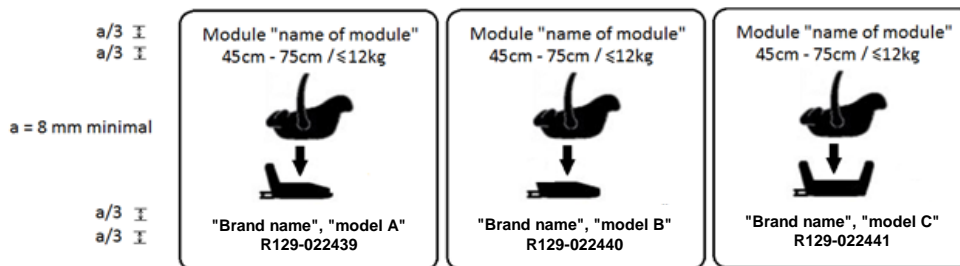 a/3
a/3
a = 8 mm minimal
a/3
a/3
Module "name of module"
45cm - 75cm / ≤12kg
"Brand name", "model A"
R129-022439
Module "name of module"
45cm - 75cm / ≤12kg
"Brand name", "model B"
R129-022440
Module "name of module"
45cm - 75cm / ≤12kg
"Brand name", "model C"
R129-022441